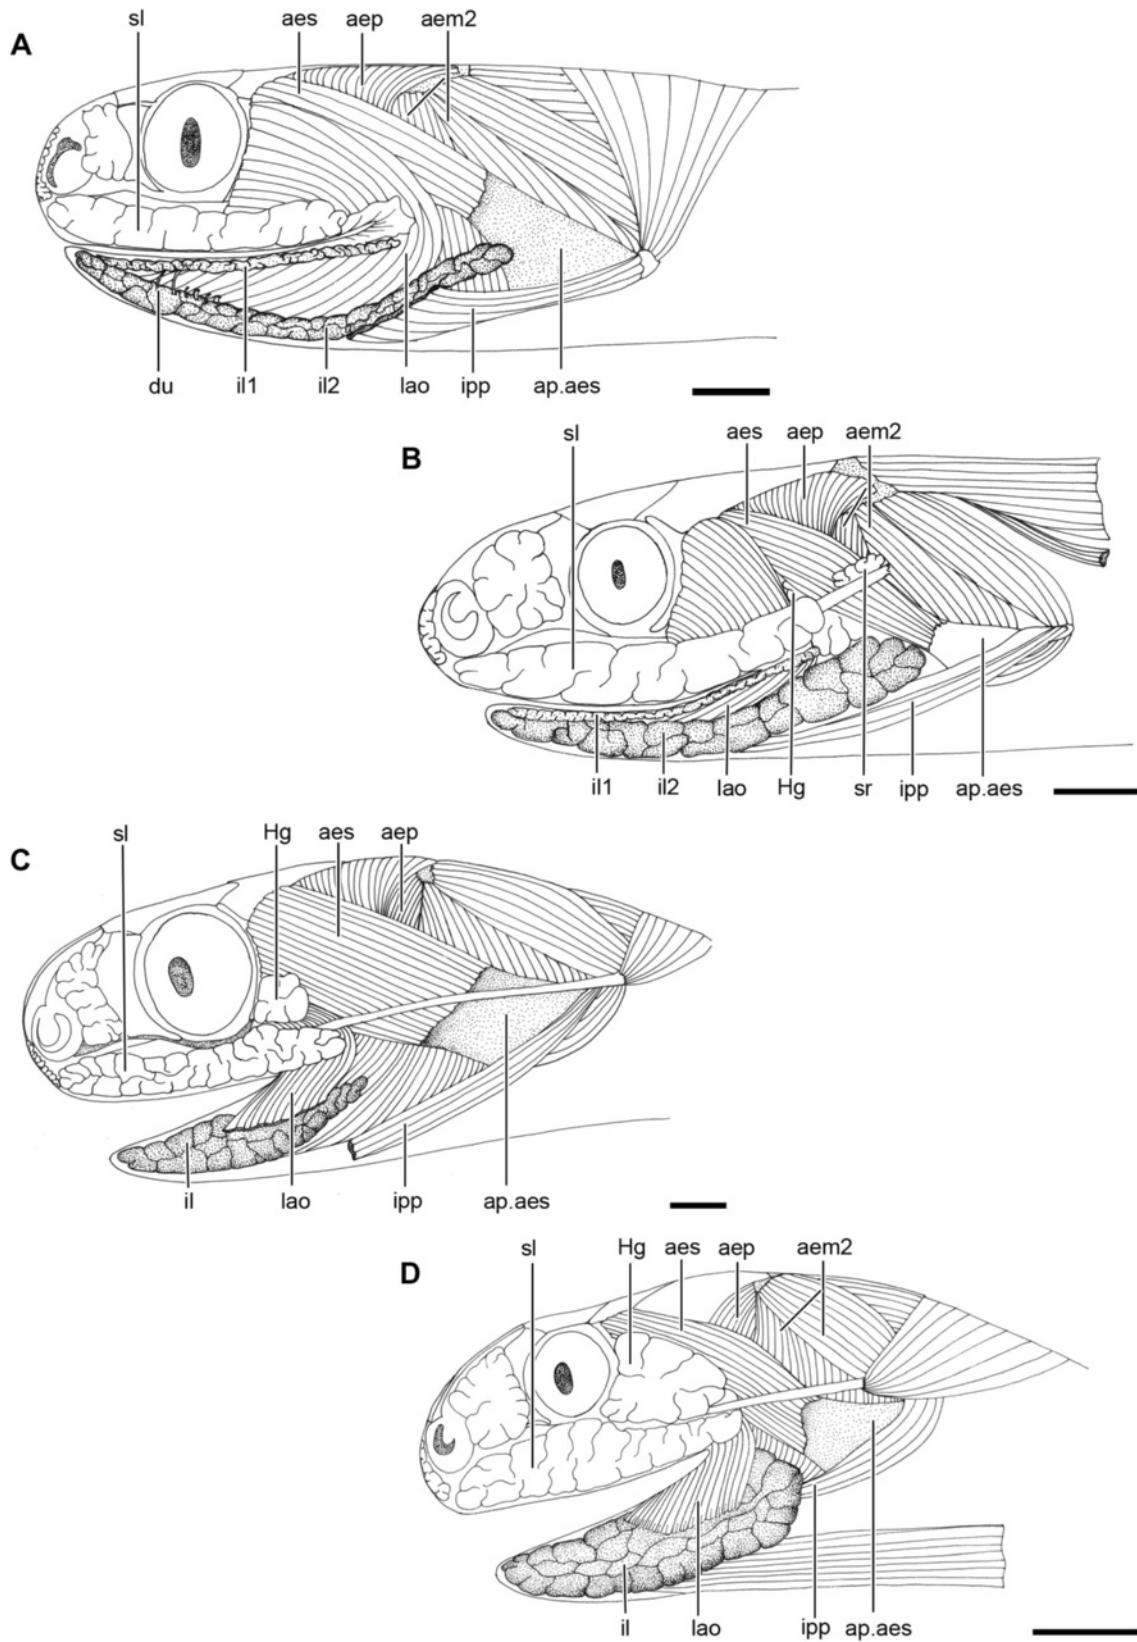 A
sl aes aep aem2
du il1 il2 lao ipp ap.aes
B
sl aes aep aem2
il1 il2 lao Hg sr ipp ap.aes
C
sl Hg aes aep
il lao ipp ap.aes
D
sl Hg aes aep aem2
il lao ipp ap.aes